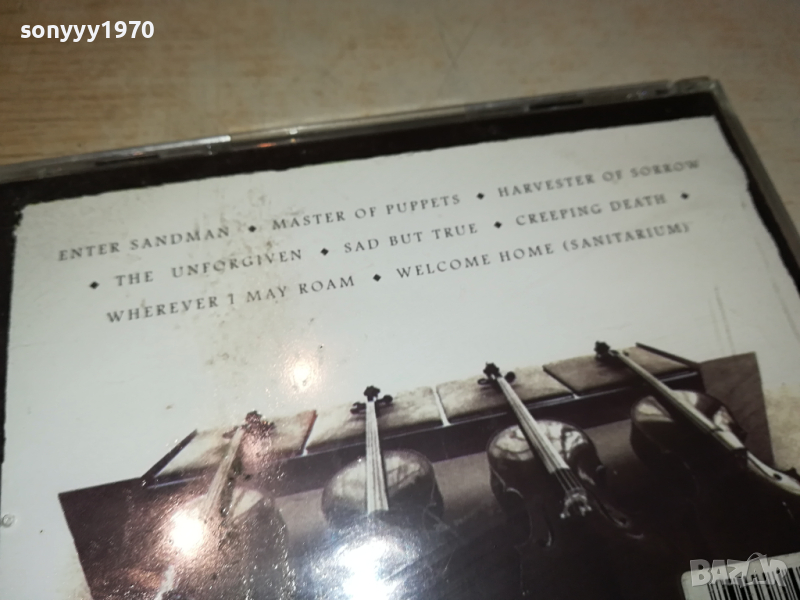 sonyyy1970
ENTER SANDMAN ◆ MASTER OF PUPPETS ◆ HARVESTER OF SORROW
◆ THE UNFORGIVEN ◆ SAD BUT TRUE ◆ CREEPING DEATH ◆
WHEREVER I MAY ROAM ◆ WELCOME HOME (SANITARIUM)
BAZAR